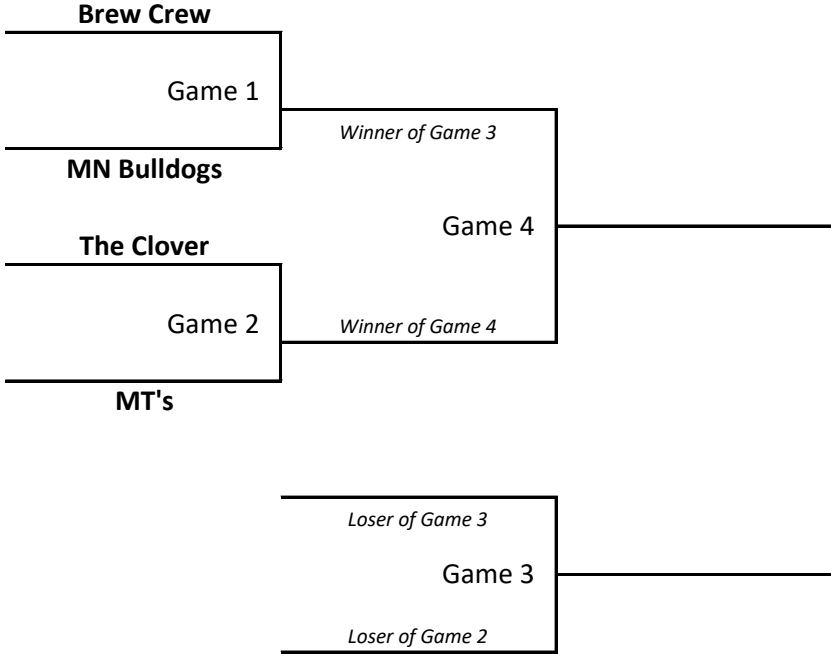 Brew Crew
Game 1
Winner of Game 3
MN Bulldogs
Game 4
The Clover
Game 2
Winner of Game 4
MT's
Loser of Game 3
Game 3
Loser of Game 2